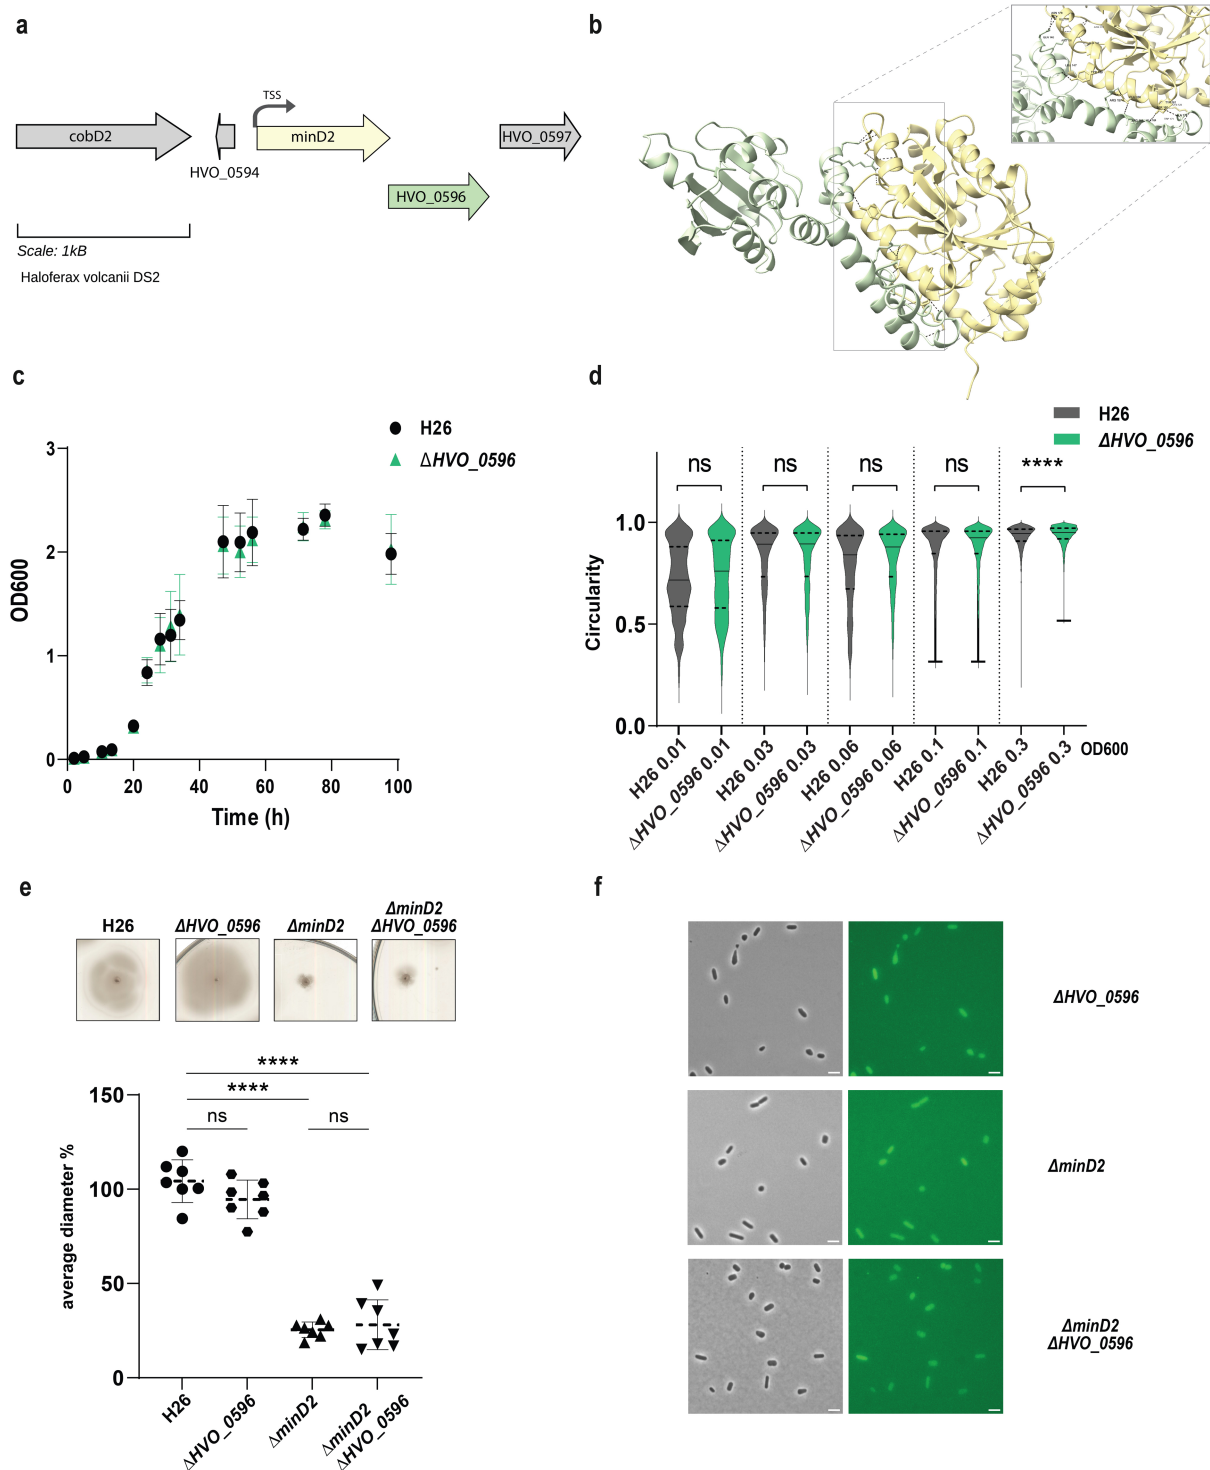 a
cobD2
HVO_0594
TSS
minD2
HVO_0596
HVO_0597
Scale: 1kB
Haloferax volcanii DS2
b
c
OD600
3
2
1
0
0 20 40 60 80 100
Time (h)
H26
ΔHVO_0596
d
H26
ΔHVO_0596
ns
ns
ns
ns
****
Circularity
1.0
0.5
0.0
H26 0.01
ΔHVO_0596 0.01
H26 0.03
ΔHVO_0596 0.03
H26 0.06
ΔHVO_0596 0.06
H26 0.1
ΔHVO_0596 0.1
H26 0.3
ΔHVO_0596 0.3
OD600
e
H26
ΔHVO_0596
ΔminD2
ΔminD2
ΔHVO_0596
****
****
ns
ns
average diameter %
150
100
50
0
H26
ΔHVO_0596
ΔminD2
ΔminD2
ΔHVO_0596
f
ΔHVO_0596
ΔminD2
ΔminD2
ΔHVO_0596